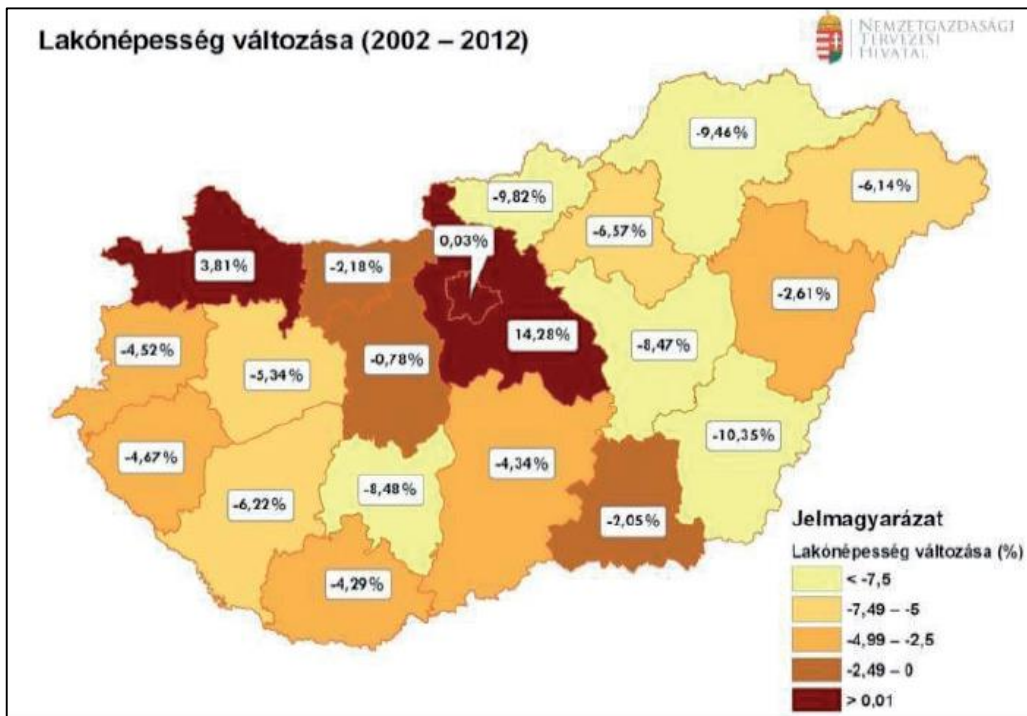 Lakónépesség változása (2002 – 2012)
NEMZETGAZDASÁGI
TERVEZÉSI
HIVATAL
-9,46%
-9,82%
-6,14%
-6,57%
0,03%
3,81%
-2,18%
-2,61%
14,28%
-8,47%
-4,52%
-0,78%
-5,34%
-10,35%
-4,67%
-4,34%
-8,48%
-6,22%
-2,05%
-4,29%
Jelmagyarázat
Lakónépesség változása (%)
< -7,5
-7,49 – -5
-4,99 – -2,5
-2,49 – 0
> 0,01